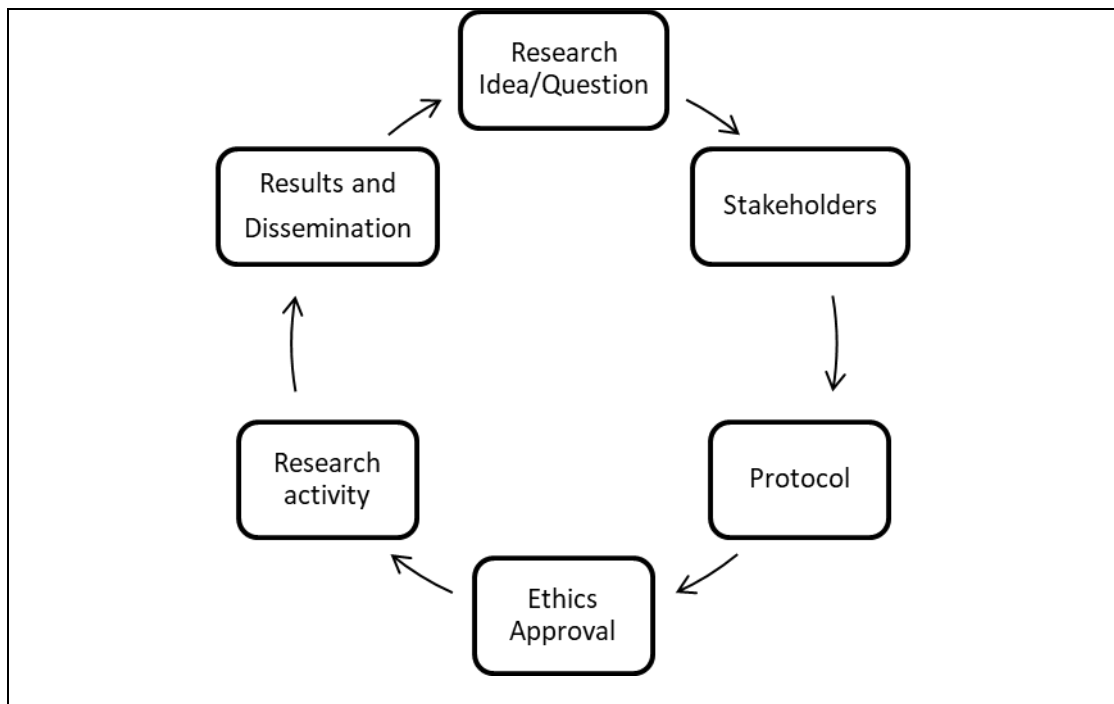 Research
Idea/Question
Stakeholders
Protocol
Ethics
Approval
Research
activity
Results and
Dissemination